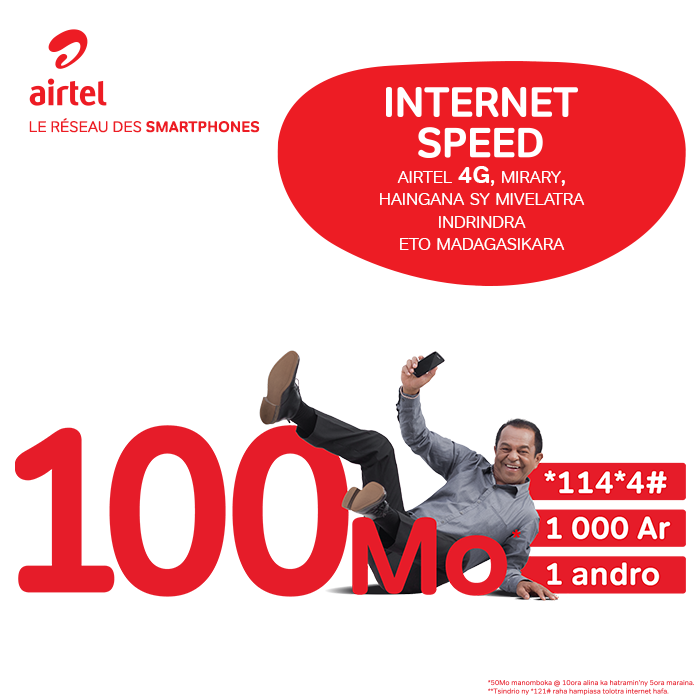 airtel
LE RÉSEAU DES SMARTPHONES
INTERNET
SPEED
AIRTEL 4G, MIRARY,
HAINGANA SY MIVELATRA
INDRINDRA
ETO MADAGASIKARA
100Mo*
*114*4#
1 000 Ar
1 andro
*50Mo manomboka @ 10ora alina ka hatramin'ny 5ora maraina.
**Tsindrio ny *121# raha hampiasa tolotra internet hafa.